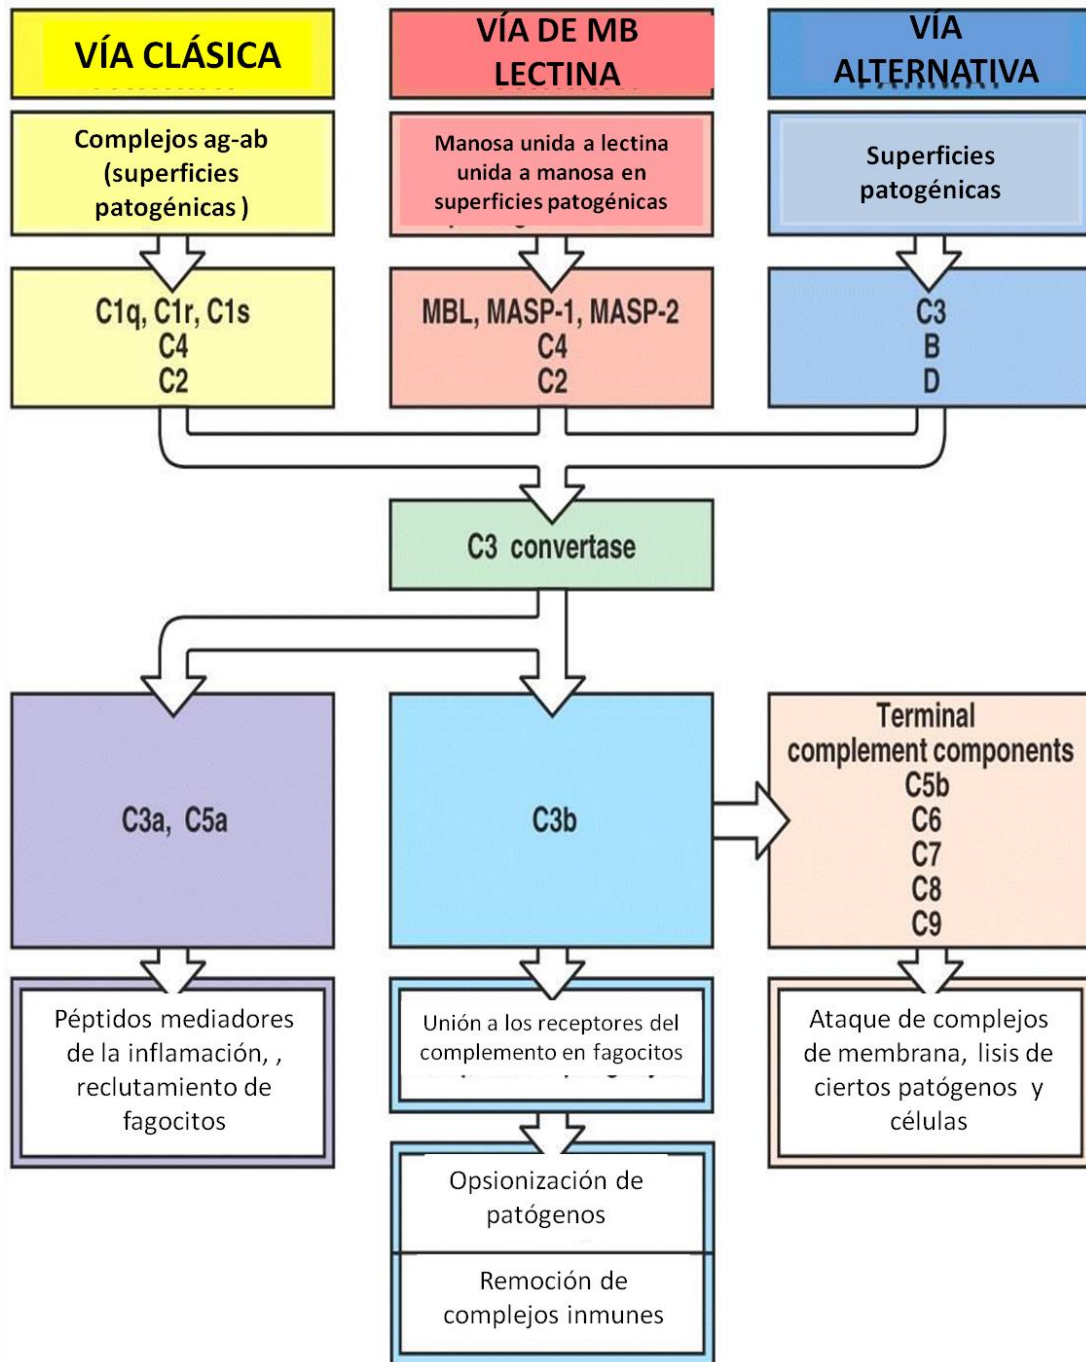 VÍA CLÁSICA
VÍA DE MB
LECTINA
VÍA
ALTERNATIVA
Complejos ag-ab
(superficies
patogénicas )
Manosa unida a lectina
unida a manosa en
superficies patogénicas
Superficies
patogénicas
C1q, C1r, C1s
C4
C2
MBL, MASP-1, MASP-2
C4
C2
C3
B
D
C3 convertase
C3a, C5a
C3b
Terminal
complement components
C5b
C6
C7
C8
C9
Péptidos mediadores
de la inflamación, ,
reclutamiento de
fagocitos
Unión a los receptores del
complemento en fagocitos
Ataque de complejos
de membrana, lisis de
ciertos patógenos y
células
Opsionización de
patógenos
Remoción de
complejos inmunes